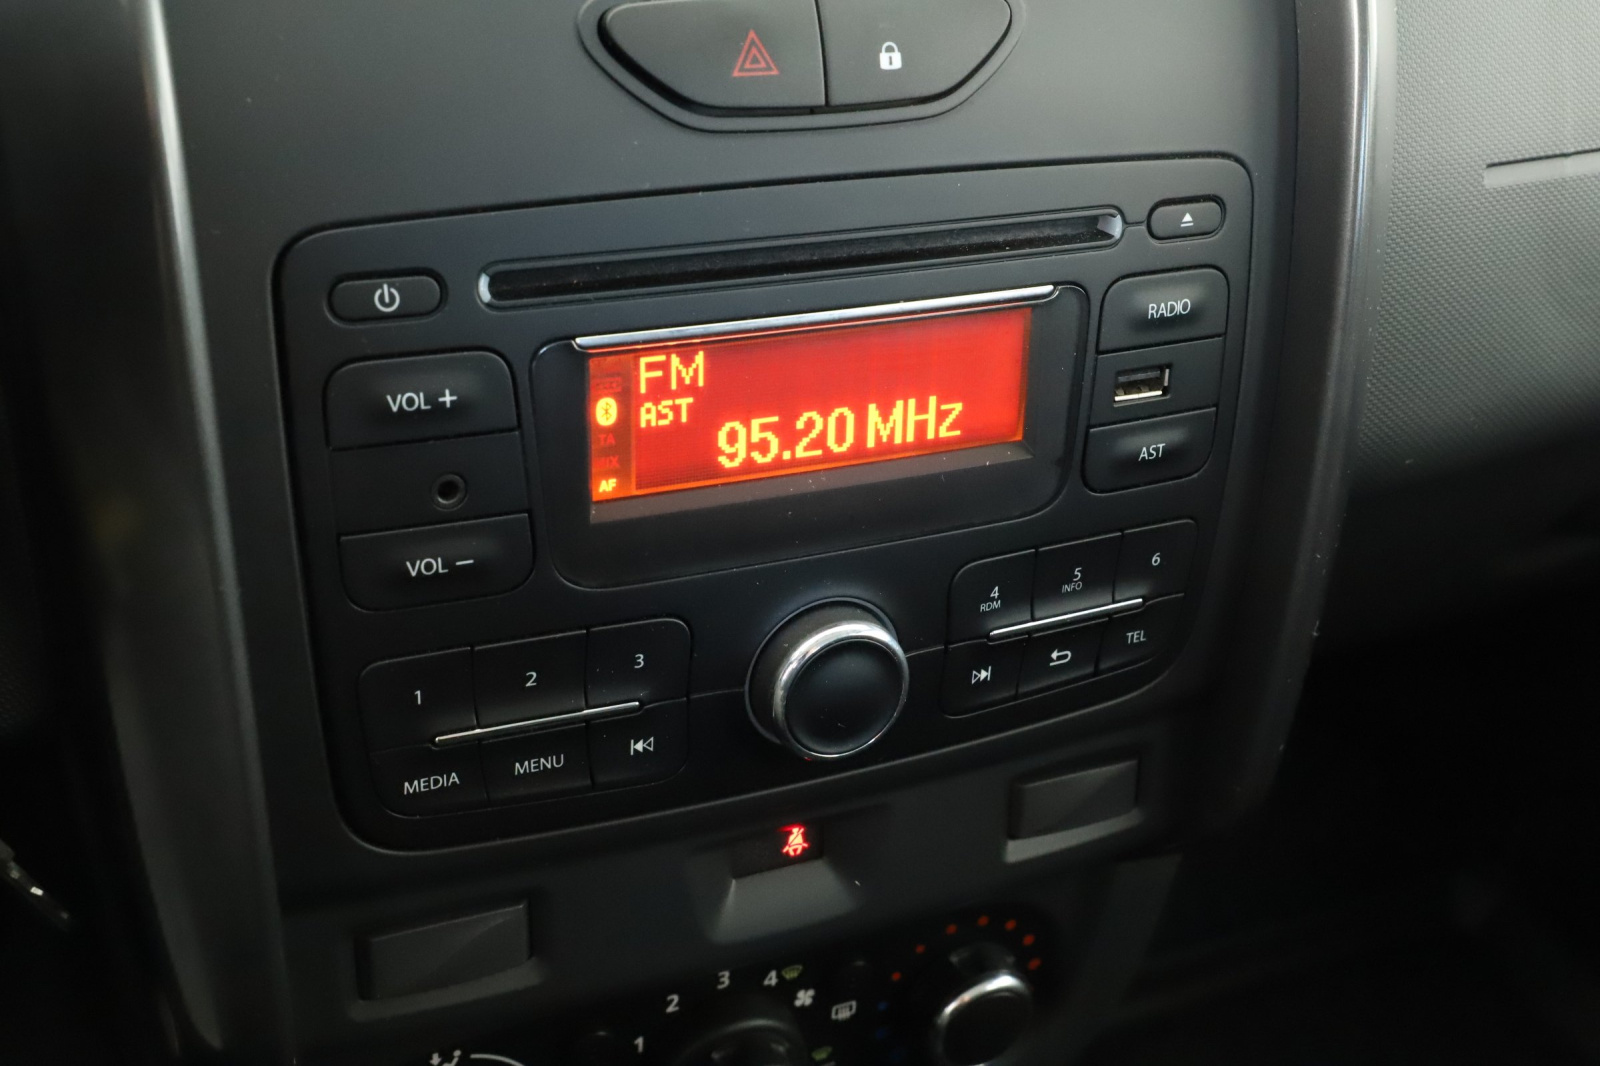 RADIO
FM
VOL +
AST
95.20 MHz
TA
AF
AST
VOL −
4
RDM
5
INFO
6
1
2
3
TEL
MEDIA
MENU
1
2
3
4